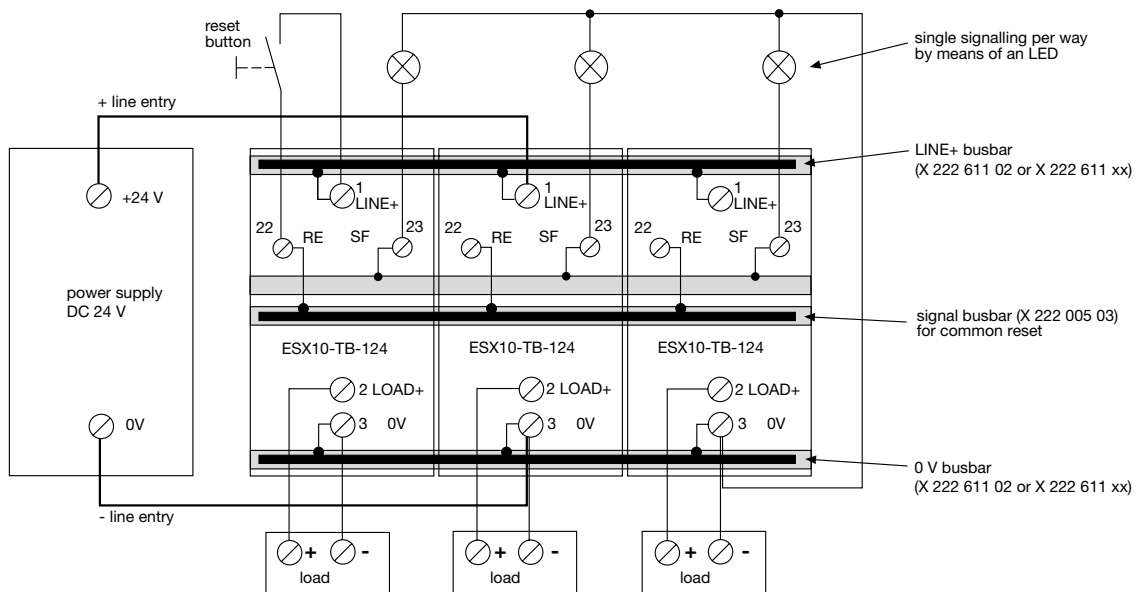 reset
button
single signalling per way
by means of an LED
+ line entry
LINE+ busbar
(X 222 611 02 or X 222 611 xx)
+24 V
1
LINE+
1
LINE+
1
LINE+
22 RE SF 23
22 RE SF 23
22 RE SF 23
power supply
DC 24 V
signal busbar (X 222 005 03)
for common reset
ESX10-TB-124
ESX10-TB-124
ESX10-TB-124
2 LOAD+
2 LOAD+
2 LOAD+
0V
3 0V
3 0V
3 0V
0 V busbar
(X 222 611 02 or X 222 611 xx)
- line entry
+ -
+ -
+ -
load
load
load